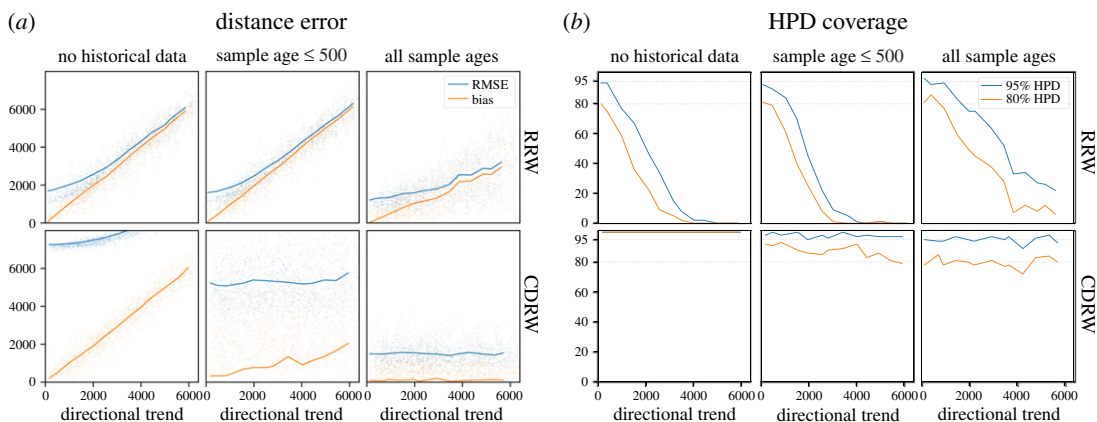 (a) distance error
no historical data sample age ≤ 500 all sample ages
RMSE
bias
6000
4000
2000
0
RRW
6000
4000
2000
0
CDRW
0 2000 4000 6000 0 2000 4000 6000 0 2000 4000 6000
directional trend directional trend directional trend
(b) HPD coverage
no historical data sample age ≤ 500 all sample ages
95% HPD
80% HPD
95
80
60
40
20
0
RRW
95
80
60
40
20
0
CDRW
0 2000 4000 6000 0 2000 4000 6000 0 2000 4000 6000
directional trend directional trend directional trend